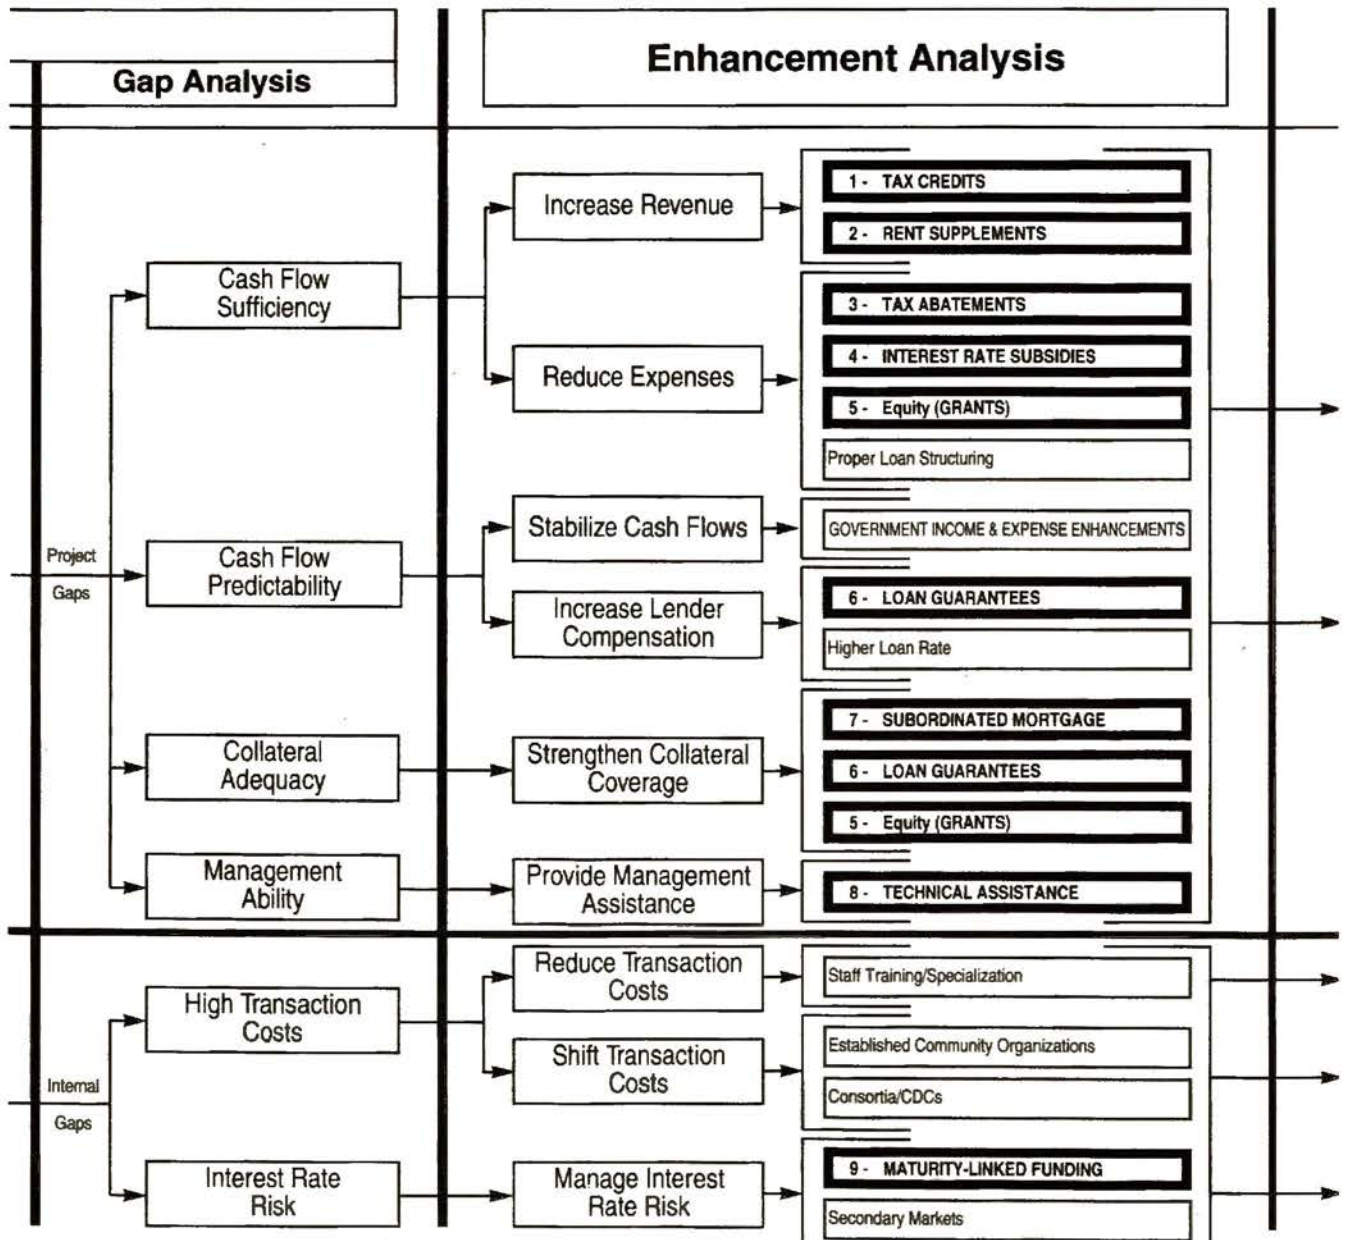 Gap Analysis
Enhancement Analysis
Project
Gaps
Cash Flow
Sufficiency
Increase Revenue
1 - TAX CREDITS
2 - RENT SUPPLEMENTS
Reduce Expenses
3 - TAX ABATEMENTS
4 - INTEREST RATE SUBSIDIES
5 - Equity (GRANTS)
Proper Loan Structuring
Cash Flow
Predictability
Stabilize Cash Flows
GOVERNMENT INCOME & EXPENSE ENHANCEMENTS
Increase Lender
Compensation
6 - LOAN GUARANTEES
Higher Loan Rate
Collateral
Adequacy
Strengthen Collateral
Coverage
7 - SUBORDINATED MORTGAGE
6 - LOAN GUARANTEES
5 - Equity (GRANTS)
Management
Ability
Provide Management
Assistance
8 - TECHNICAL ASSISTANCE
Internal
Gaps
High Transaction
Costs
Reduce Transaction
Costs
Staff Training/Specialization
Shift Transaction
Costs
Established Community Organizations
Consortia/CDCs
Interest Rate
Risk
Manage Interest
Rate Risk
9 - MATURITY-LINKED FUNDING
Secondary Markets